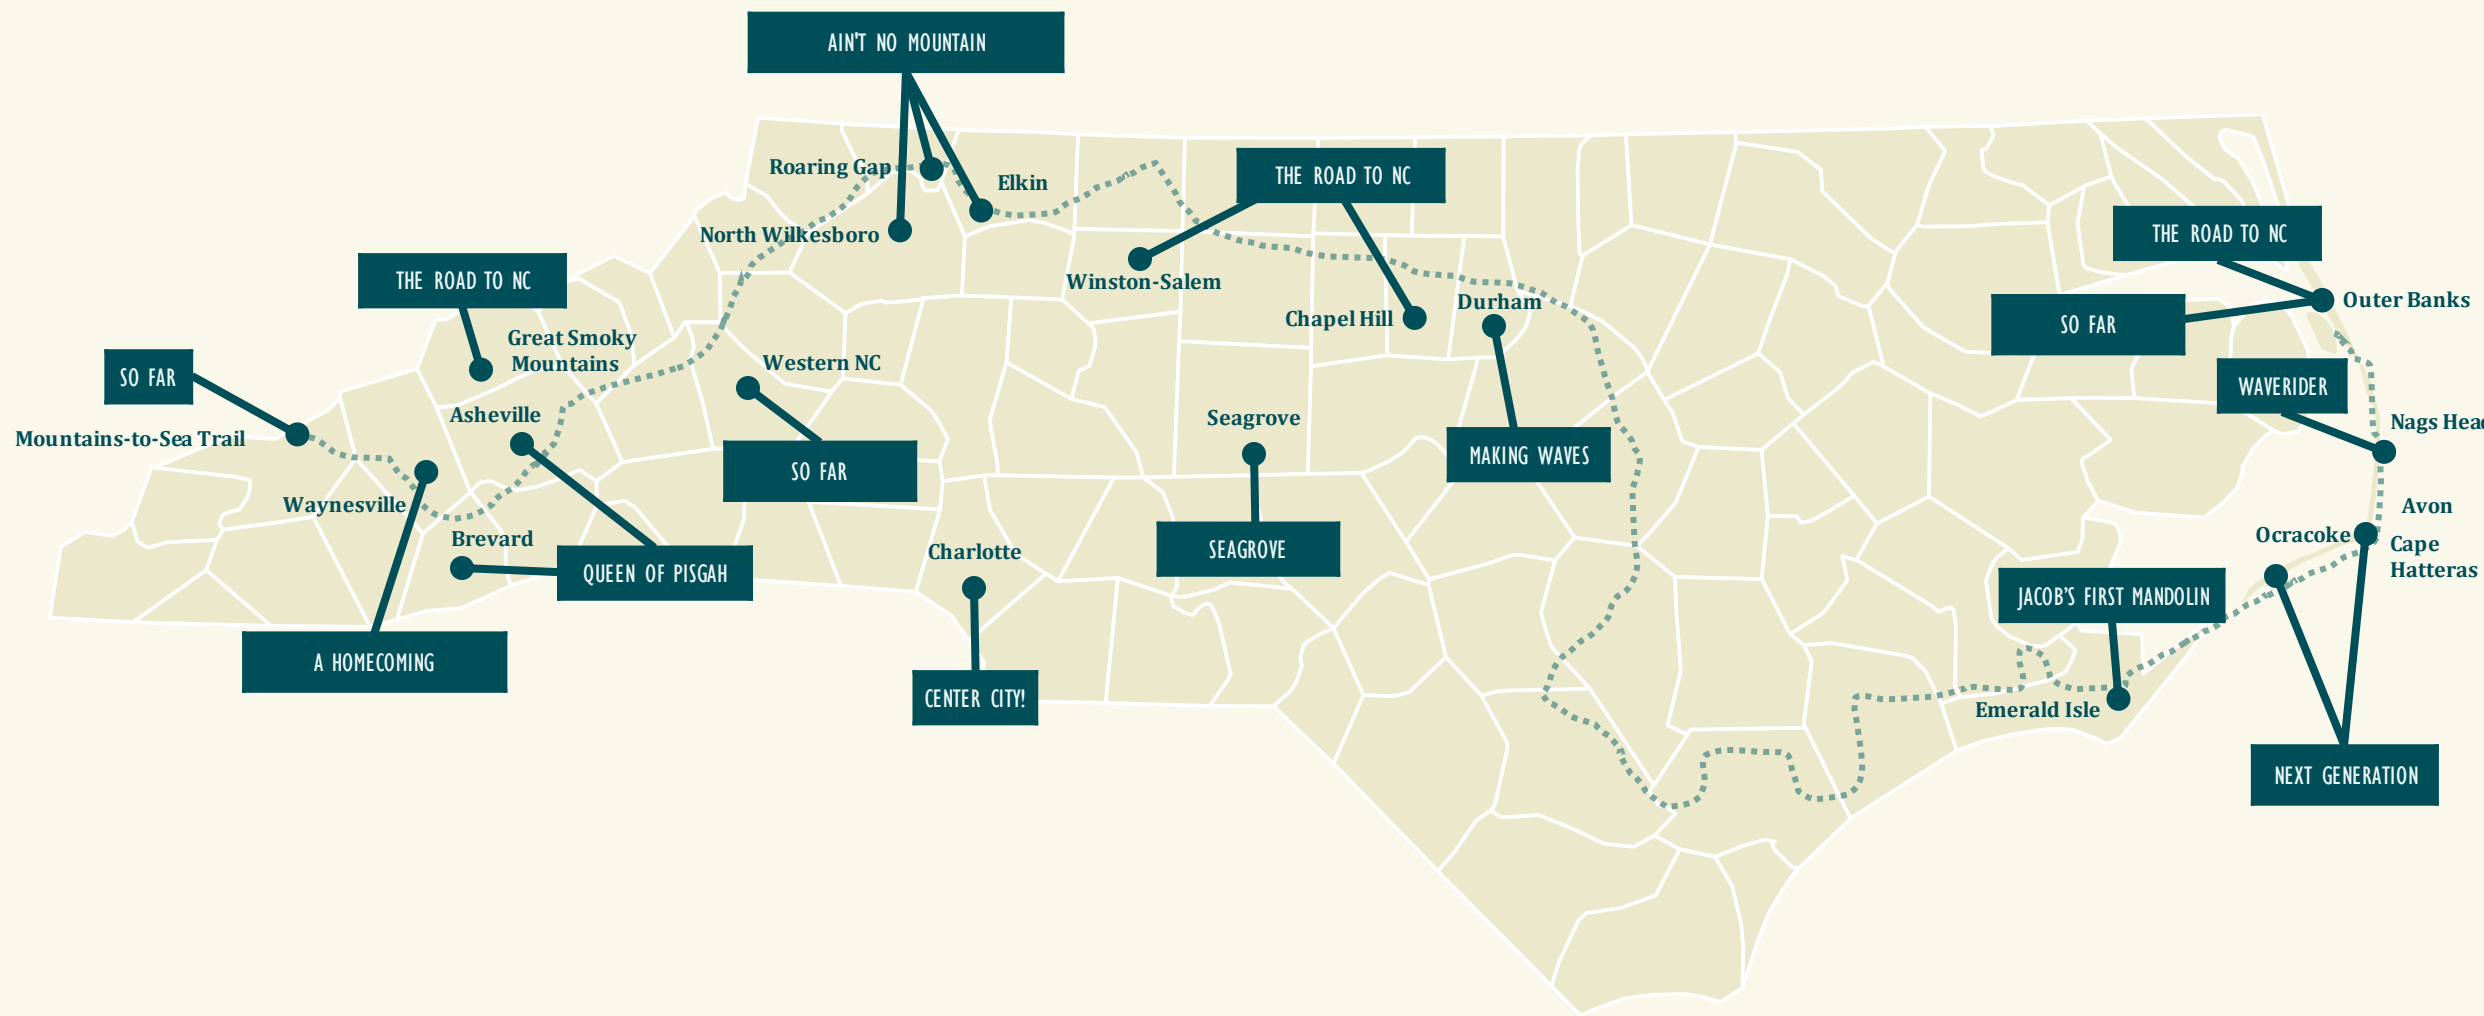 AIN'T NO MOUNTAIN
Roaring Gap
Elkin
North Wilkesboro
THE ROAD TO NC
Winston-Salem
Chapel Hill
Durham
THE ROAD TO NC
Outer Banks
SO FAR
THE ROAD TO NC
Great Smoky
Mountains
SO FAR
Mountains-to-Sea Trail
Western NC
SO FAR
Asheville
Waynesville
Brevard
QUEEN OF PISGAH
A HOMECOMING
Charlotte
CENTER CITY!
Seagrove
SEAGROVE
MAKING WAVES
WAVERIDER
Nags Hea
Avon
Ocracoke
Cape
Hatteras
JACOB'S FIRST MANDOLIN
Emerald Isle
NEXT GENERATION